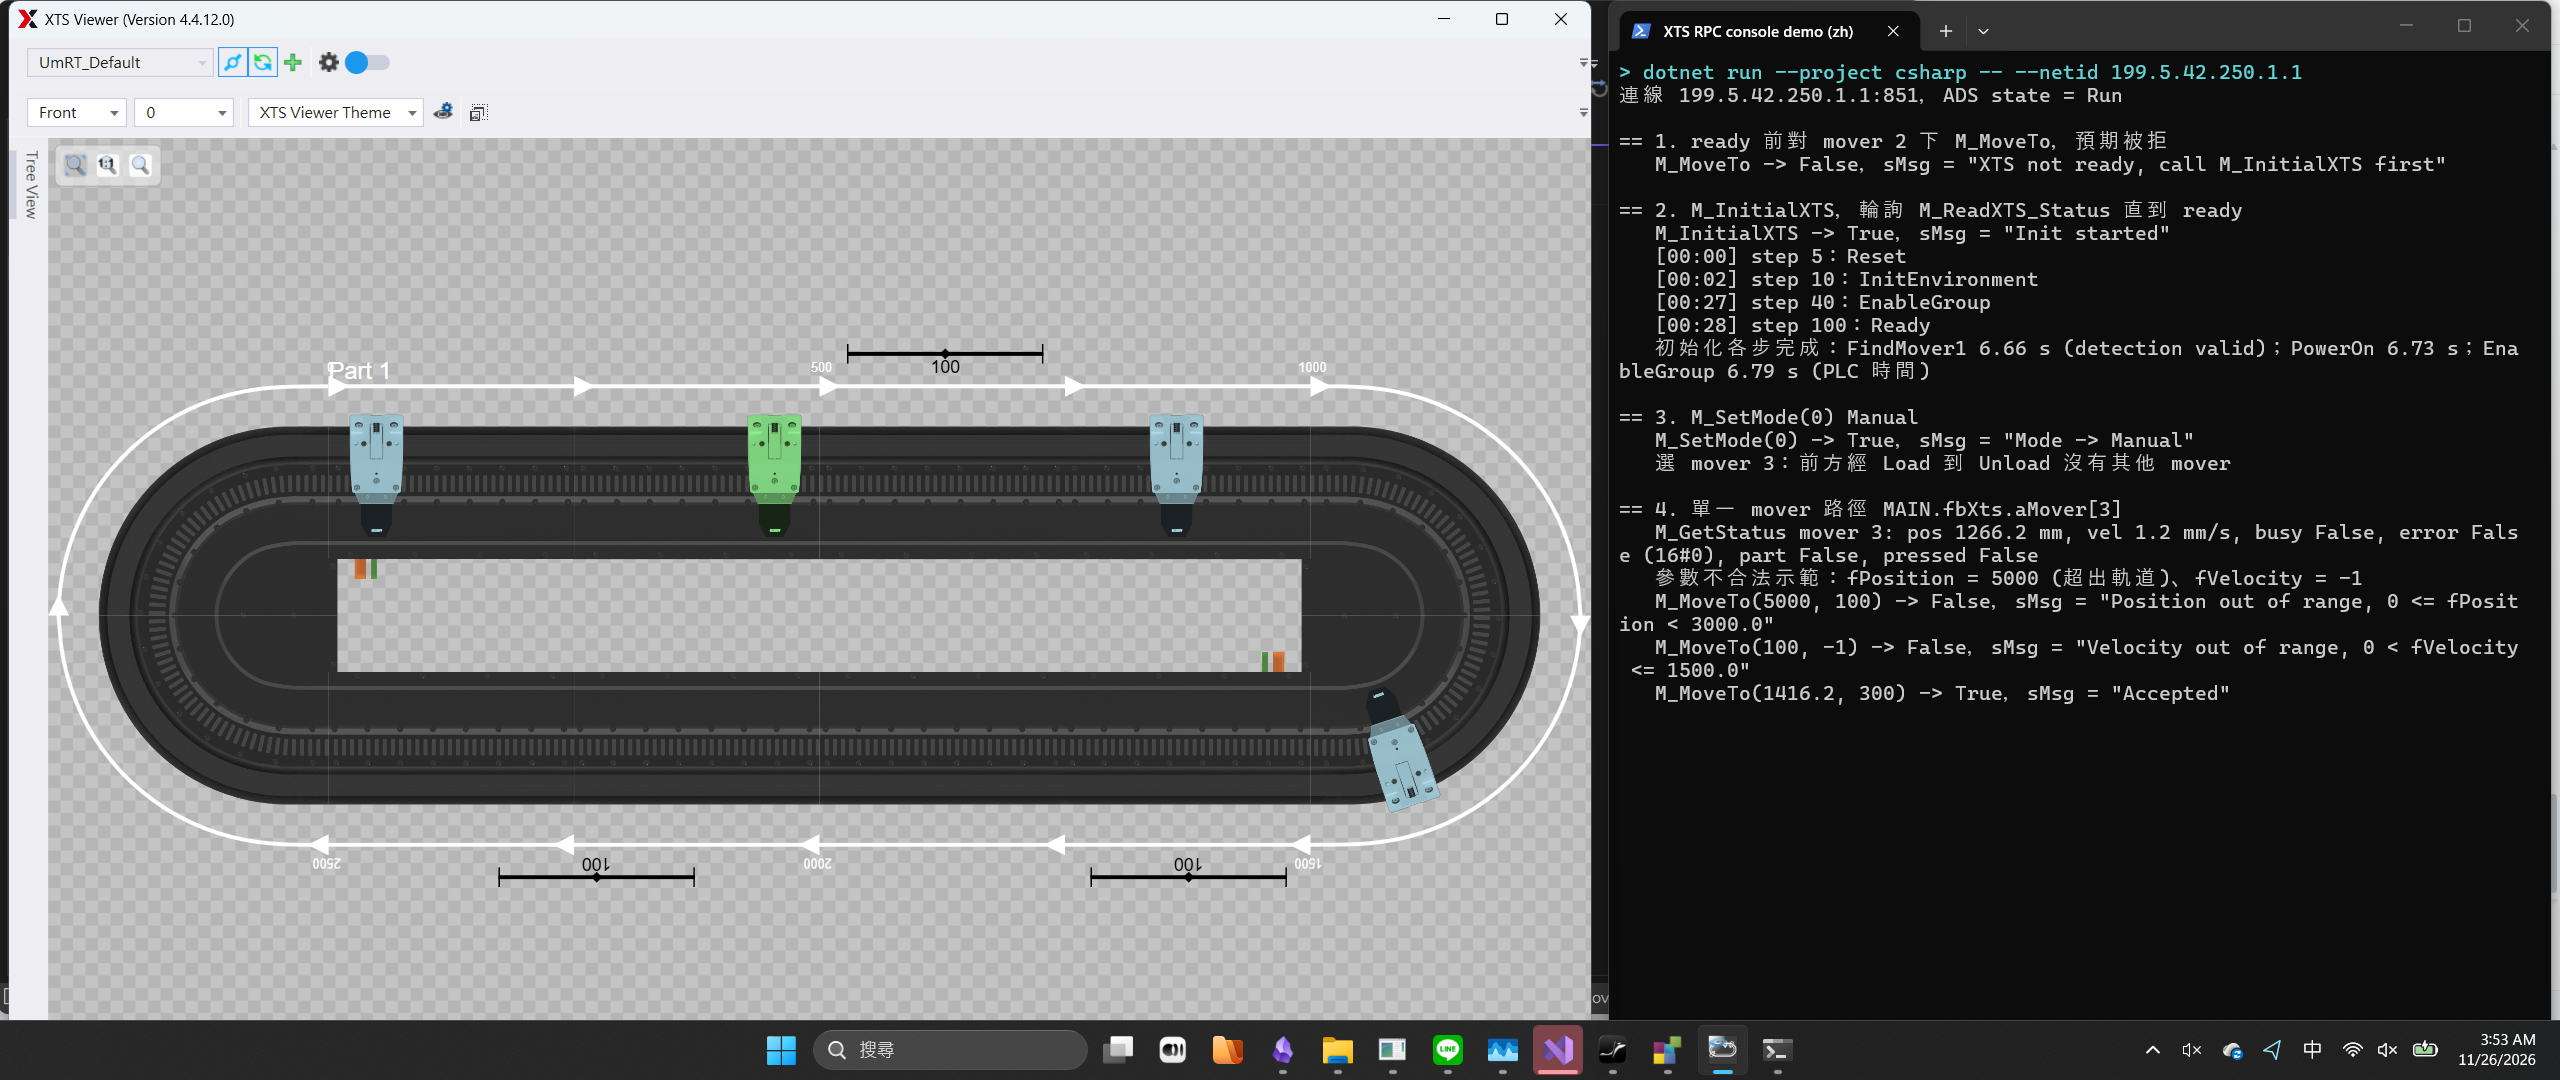 XTS Viewer (Version 4.4.12.0)
UmRT_Default
Front
0
XTS Viewer Theme
Tree View
1:1
Part 1
0
500
1000
100
2500
2000
1500
100
100
XTS RPC console demo (zh)
> dotnet run --project csharp -- --netid 199.5.42.250.1.1
連線 199.5.42.250.1.1:851, ADS state = Run
== 1. ready 前對 mover 2 下 M_MoveTo, 預期被拒
M_MoveTo -> False, sMsg = "XTS not ready, call M_InitialXTS first"
== 2. M_InitialXTS, 輪詢 M_ReadXTS_Status 直到 ready
M_InitialXTS -> True, sMsg = "Init started"
[00:00] step 5：Reset
[00:02] step 10：InitEnvironment
[00:27] step 40：EnableGroup
[00:28] step 100：Ready
初始化各步完成：FindMover1 6.66 s (detection valid)；PowerOn 6.73 s；Ena
bleGroup 6.79 s (PLC 時間)
== 3. M_SetMode(0) Manual
M_SetMode(0) -> True, sMsg = "Mode -> Manual"
選 mover 3：前方經 Load 到 Unload 沒有其他 mover
== 4. 單一 mover 路徑 MAIN.fbXts.aMover[3]
M_GetStatus mover 3: pos 1266.2 mm, vel 1.2 mm/s, busy False, error Fals
e (16#0), part False, pressed False
參數不合法示範：fPosition = 5000 (超出軌道)、fVelocity = -1
M_MoveTo(5000, 100) -> False, sMsg = "Position out of range, 0 <= fPosit
ion < 3000.0"
M_MoveTo(100, -1) -> False, sMsg = "Velocity out of range, 0 < fVelocity
<= 1500.0"
M_MoveTo(1416.2, 300) -> True, sMsg = "Accepted"
搜尋
LINE
中
3:53 AM
11/26/2026